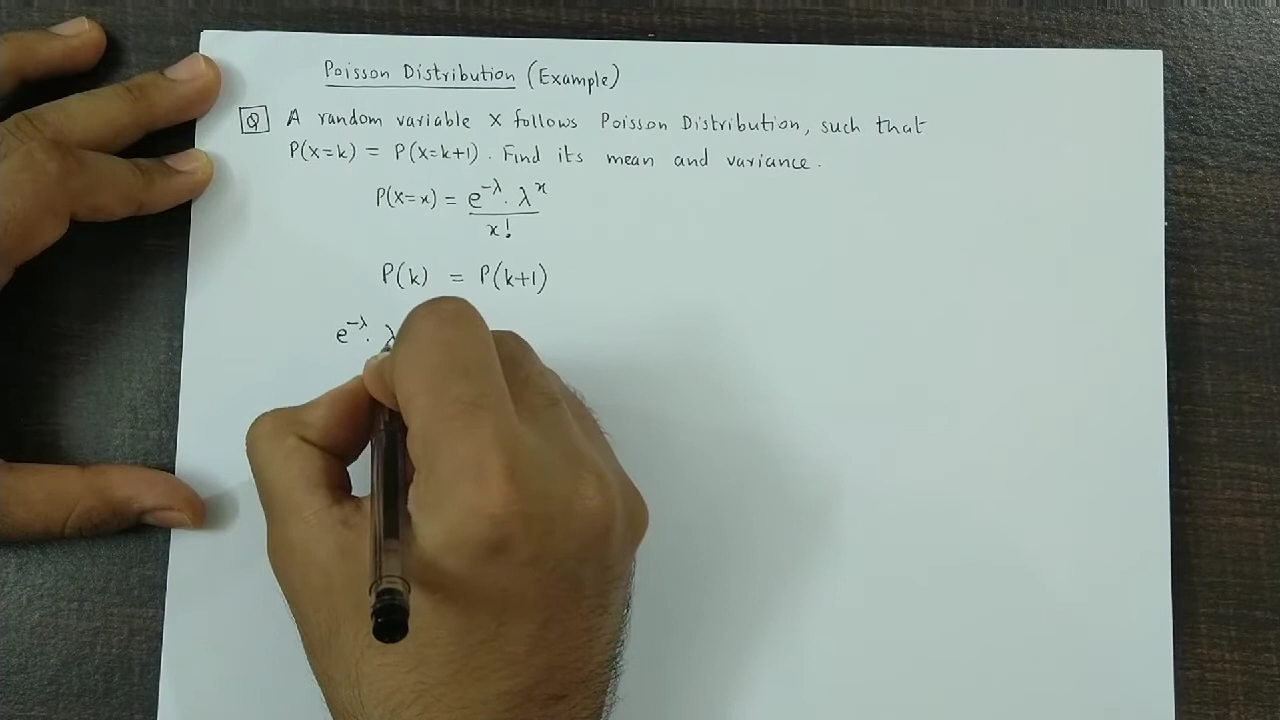 Poisson Distribution (Example)
Q A random variable X follows Poisson Distribution, such that
P(X=k) = P(X=k+1). Find its mean and variance.
P(X=x) = e^-λ . λ^x / x!
P(k) = P(k+1)
e^-λ . λ